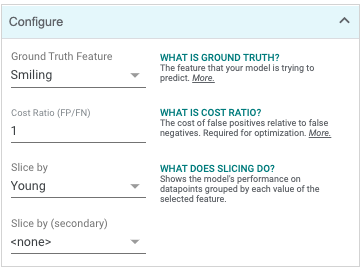 Configure
Ground Truth Feature
Smiling
WHAT IS GROUND TRUTH?
The feature that your model is trying to
predict. More.
Cost Ratio (FP/FN)
1
WHAT IS COST RATIO?
The cost of false positives relative to false
negatives. Required for optimization. More.
Slice by
Young
WHAT DOES SLICING DO?
Shows the model's performance on
datapoints grouped by each value of the
selected feature.
Slice by (secondary)
<none>